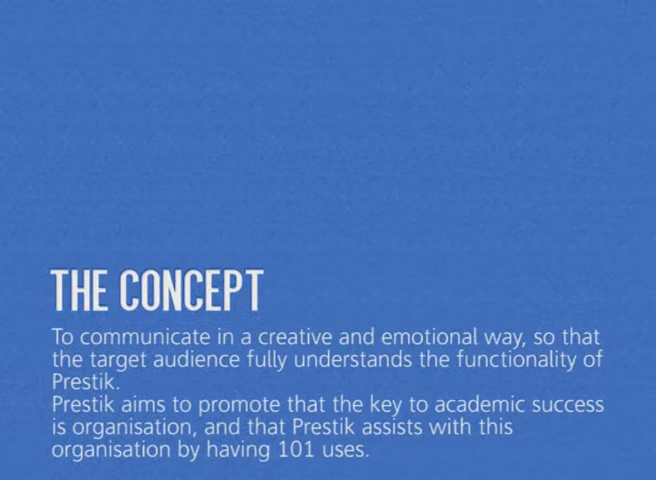 THE CONCEPT
To communicate in a creative and emotional way, so that
the target audience fully understands the functionality of
Prestik.
Prestik aims to promote that the key to academic success
is organisation, and that Prestik assists with this
organisation by having 101 uses.